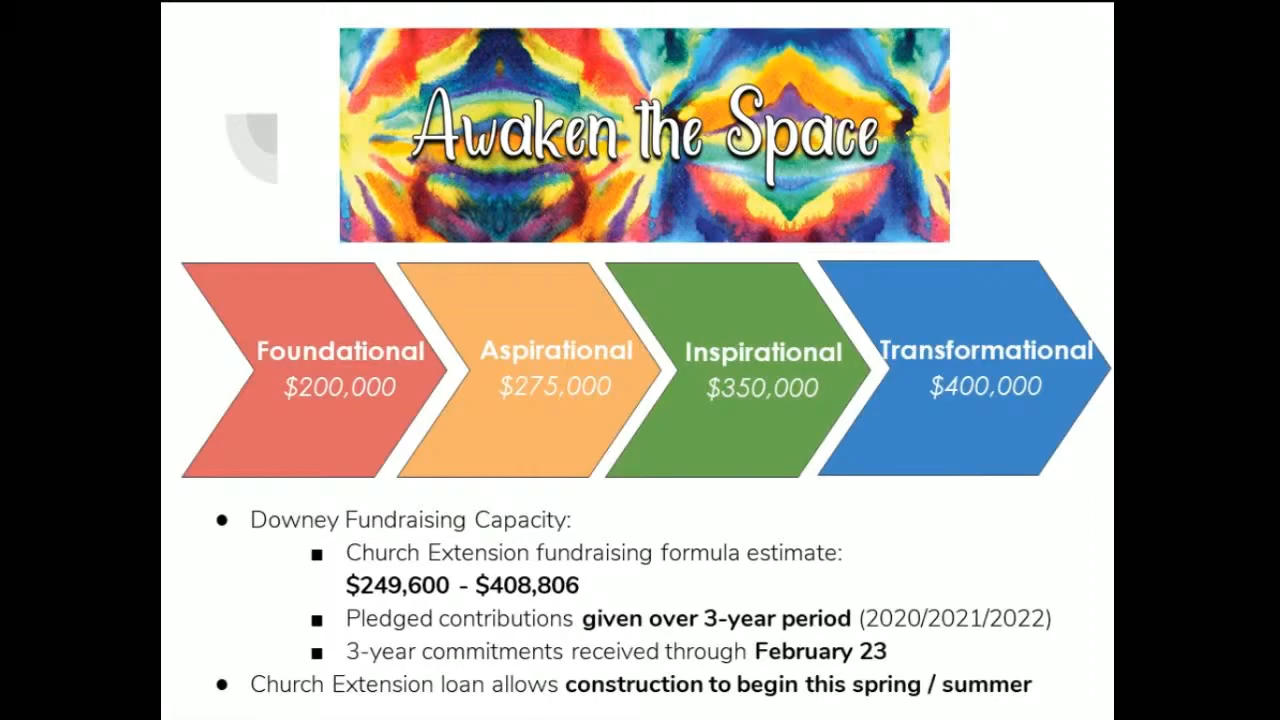 Awaken the Space
Foundational
$200,000
Aspirational
$275,000
Inspirational
$350,000
Transformational
$400,000
● Downey Fundraising Capacity:
■ Church Extension fundraising formula estimate:
$249,600 - $408,806
■ Pledged contributions given over 3-year period (2020/2021/2022)
■ 3-year commitments received through February 23
● Church Extension loan allows construction to begin this spring / summer